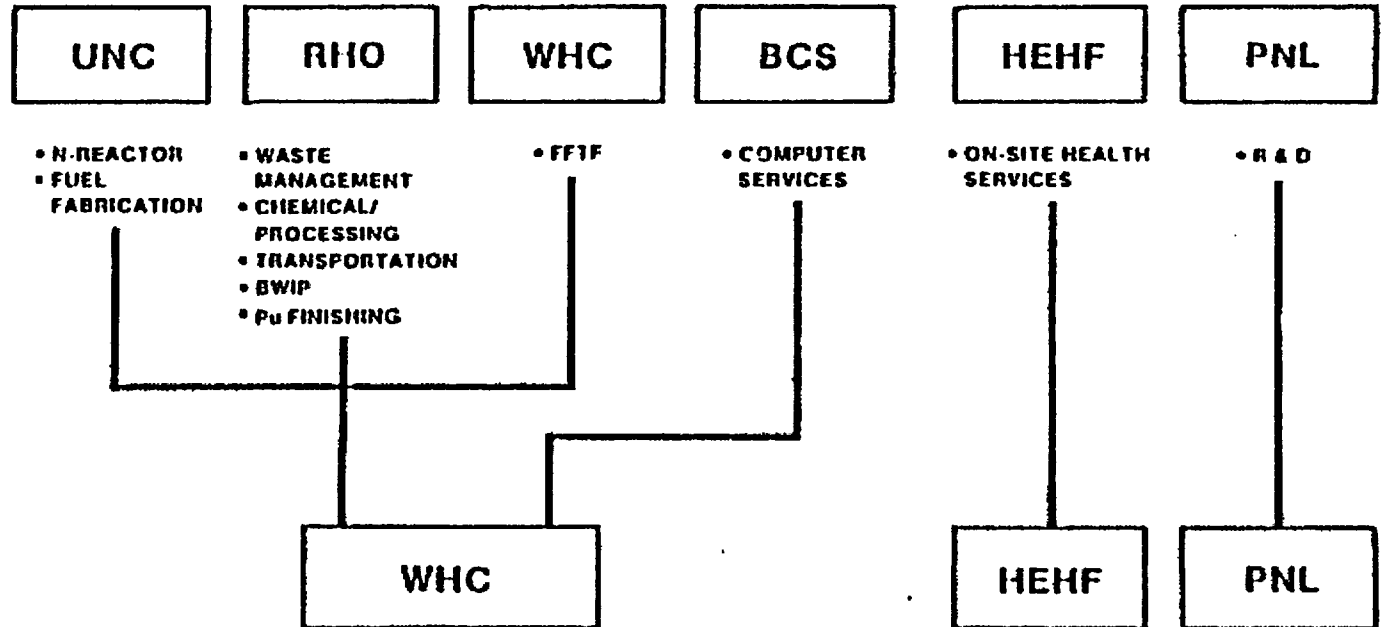 UNC
RHO
WHC
BCS
HEHF
PNL
• N-REACTOR
• FUEL
FABRICATION
• WASTE
MANAGEMENT
• CHEMICAL/
PROCESSING
• TRANSPORTATION
• BWIP
• Pu FINISHING
• FFTF
• COMPUTER
SERVICES
• ON-SITE HEALTH
SERVICES
• R & D
WHC
HEHF
PNL